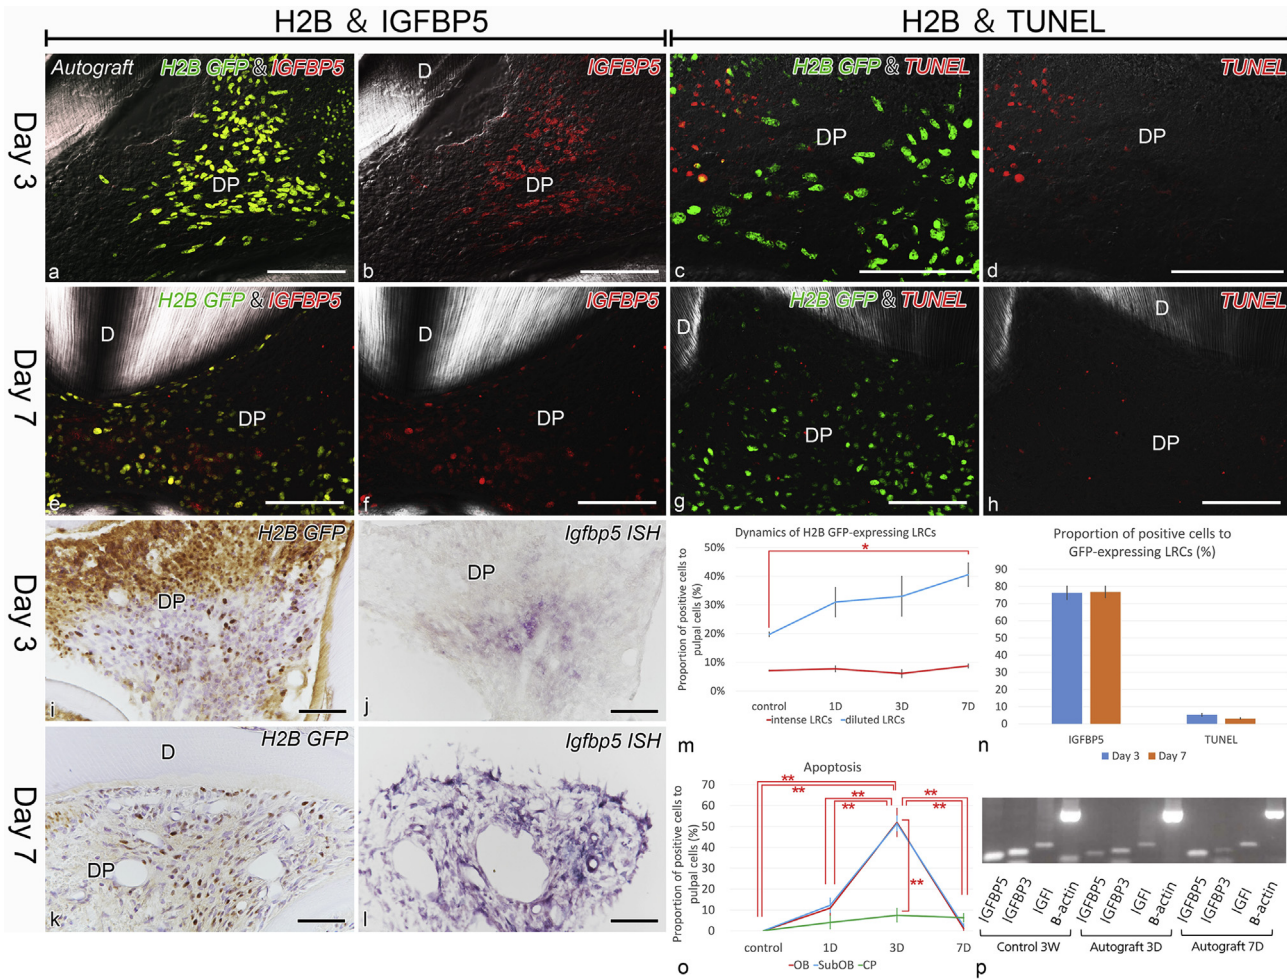 H2B & IGFBP5
H2B & TUNEL
Day 3
Autograft
H2B GFP & IGFBP5
DP
a
D
IGFBP5
DP
b
H2B GFP & TUNEL
DP
c
TUNEL
DP
d
Day 7
H2B GFP & IGFBP5
D
DP
e
IGFBP5
D
DP
f
H2B GFP & TUNEL
D
DP
g
TUNEL
D
DP
h
Day 3
H2B GFP
DP
i
Igfbp5 ISH
DP
j
Day 7
H2B GFP
D
DP
k
Igfbp5 ISH
l
Dynamics of H2B GFP-expressing LRCs
Proportion of positive cells to
pulpal cells (%)
50%
40%
30%
20%
10%
0%
*
control 1D 3D 7D
intense LRCs diluted LRCs
m
Proportion of positive cells to
GFP-expressing LRCs (%)
90
80
70
60
50
40
30
20
10
0
IGFBP5 TUNEL
Day 3 Day 7
n
Apoptosis
Proportion of positive cells to
pulpal cells (%)
70
60
50
40
30
20
10
0
**
**
**
**
**
**
**
control 1D 3D 7D
OB SubOB CP
o
IGFBP5 IGFBP3 IGFI B-actin IGFBP5 IGFBP3 IGFI B-actin IGFBP5 IGFBP3 IGFI B-actin
Control 3W Autograft 3D Autograft 7D
p